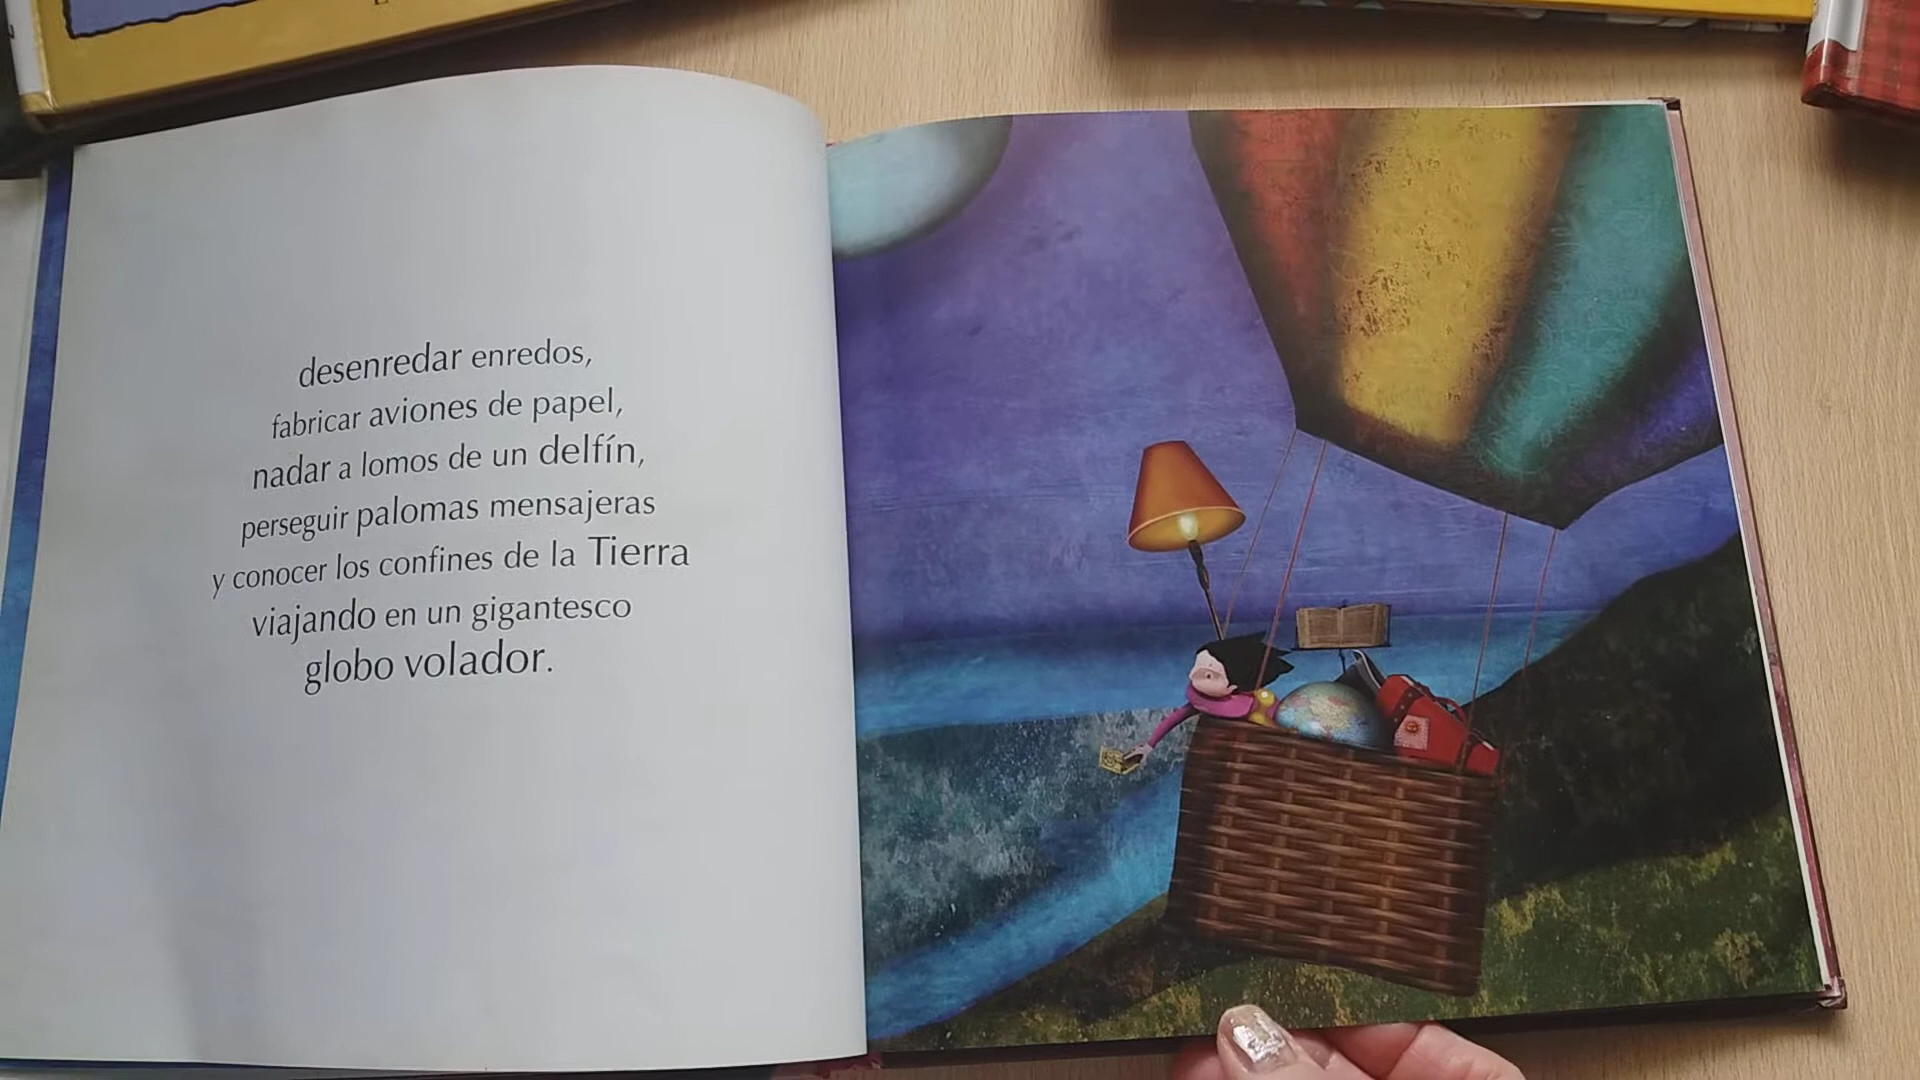 desenredar enredos,
fabricar aviones de papel,
nadar a lomos de un delfín,
perseguir palomas mensajeras
y conocer los confines de la Tierra
viajando en un gigantesco
globo volador.